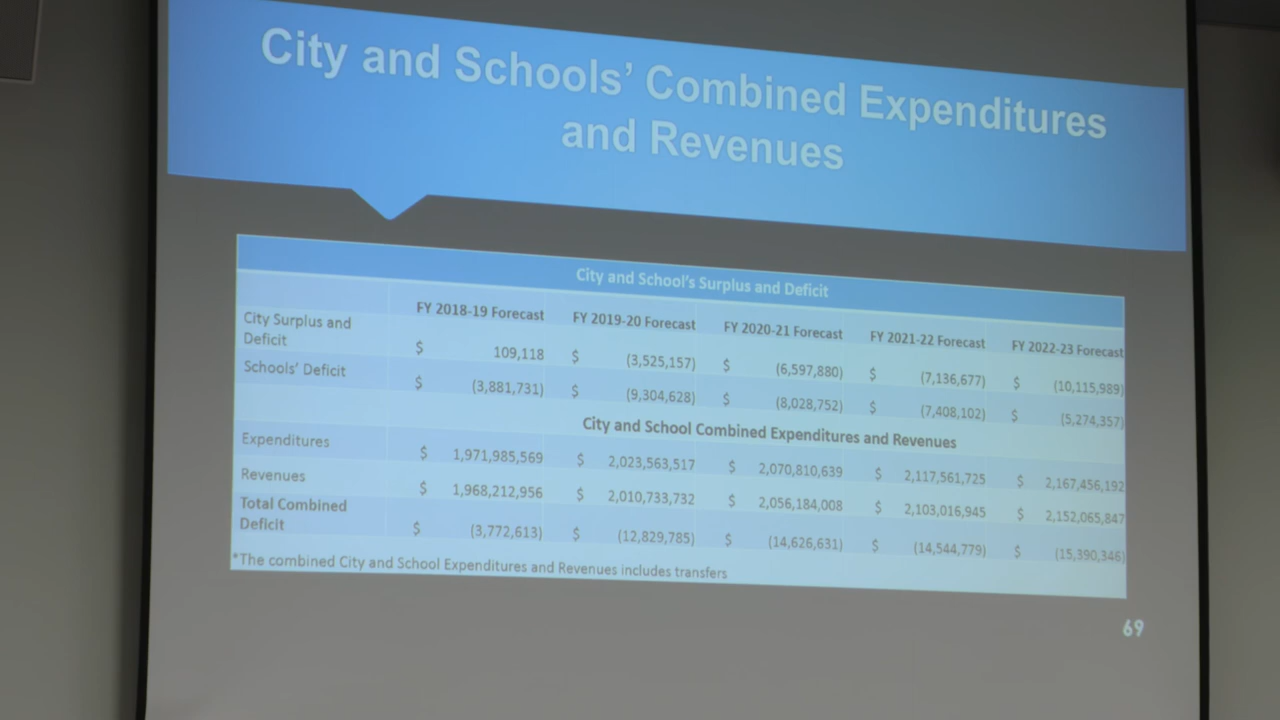 City and Schools' Combined Expenditures
and Revenues
City and School's Surplus and Deficit
FY 2018-19 Forecast FY 2019-20 Forecast FY 2020-21 Forecast FY 2021-22 Forecast FY 2022-23 Forecast
City Surplus and
Deficit $ 109,118 $ (3,525,157) $ (6,597,880) $ (7,136,677) $ (10,115,989)
Schools' Deficit $ (3,881,731) $ (9,304,628) $ (8,028,752) $ (7,408,102) $ (5,274,357)
City and School Combined Expenditures and Revenues
Expenditures $ 1,971,985,569 $ 2,023,563,517 $ 2,070,810,639 $ 2,117,561,725 $ 2,167,456,192
Revenues $ 1,968,212,956 $ 2,010,733,732 $ 2,056,184,008 $ 2,103,016,945 $ 2,152,065,847
Total Combined
Deficit $ (3,772,613) $ (12,829,785) $ (14,626,631) $ (14,544,779) $ (15,390,346)
*The combined City and School Expenditures and Revenues includes transfers
69